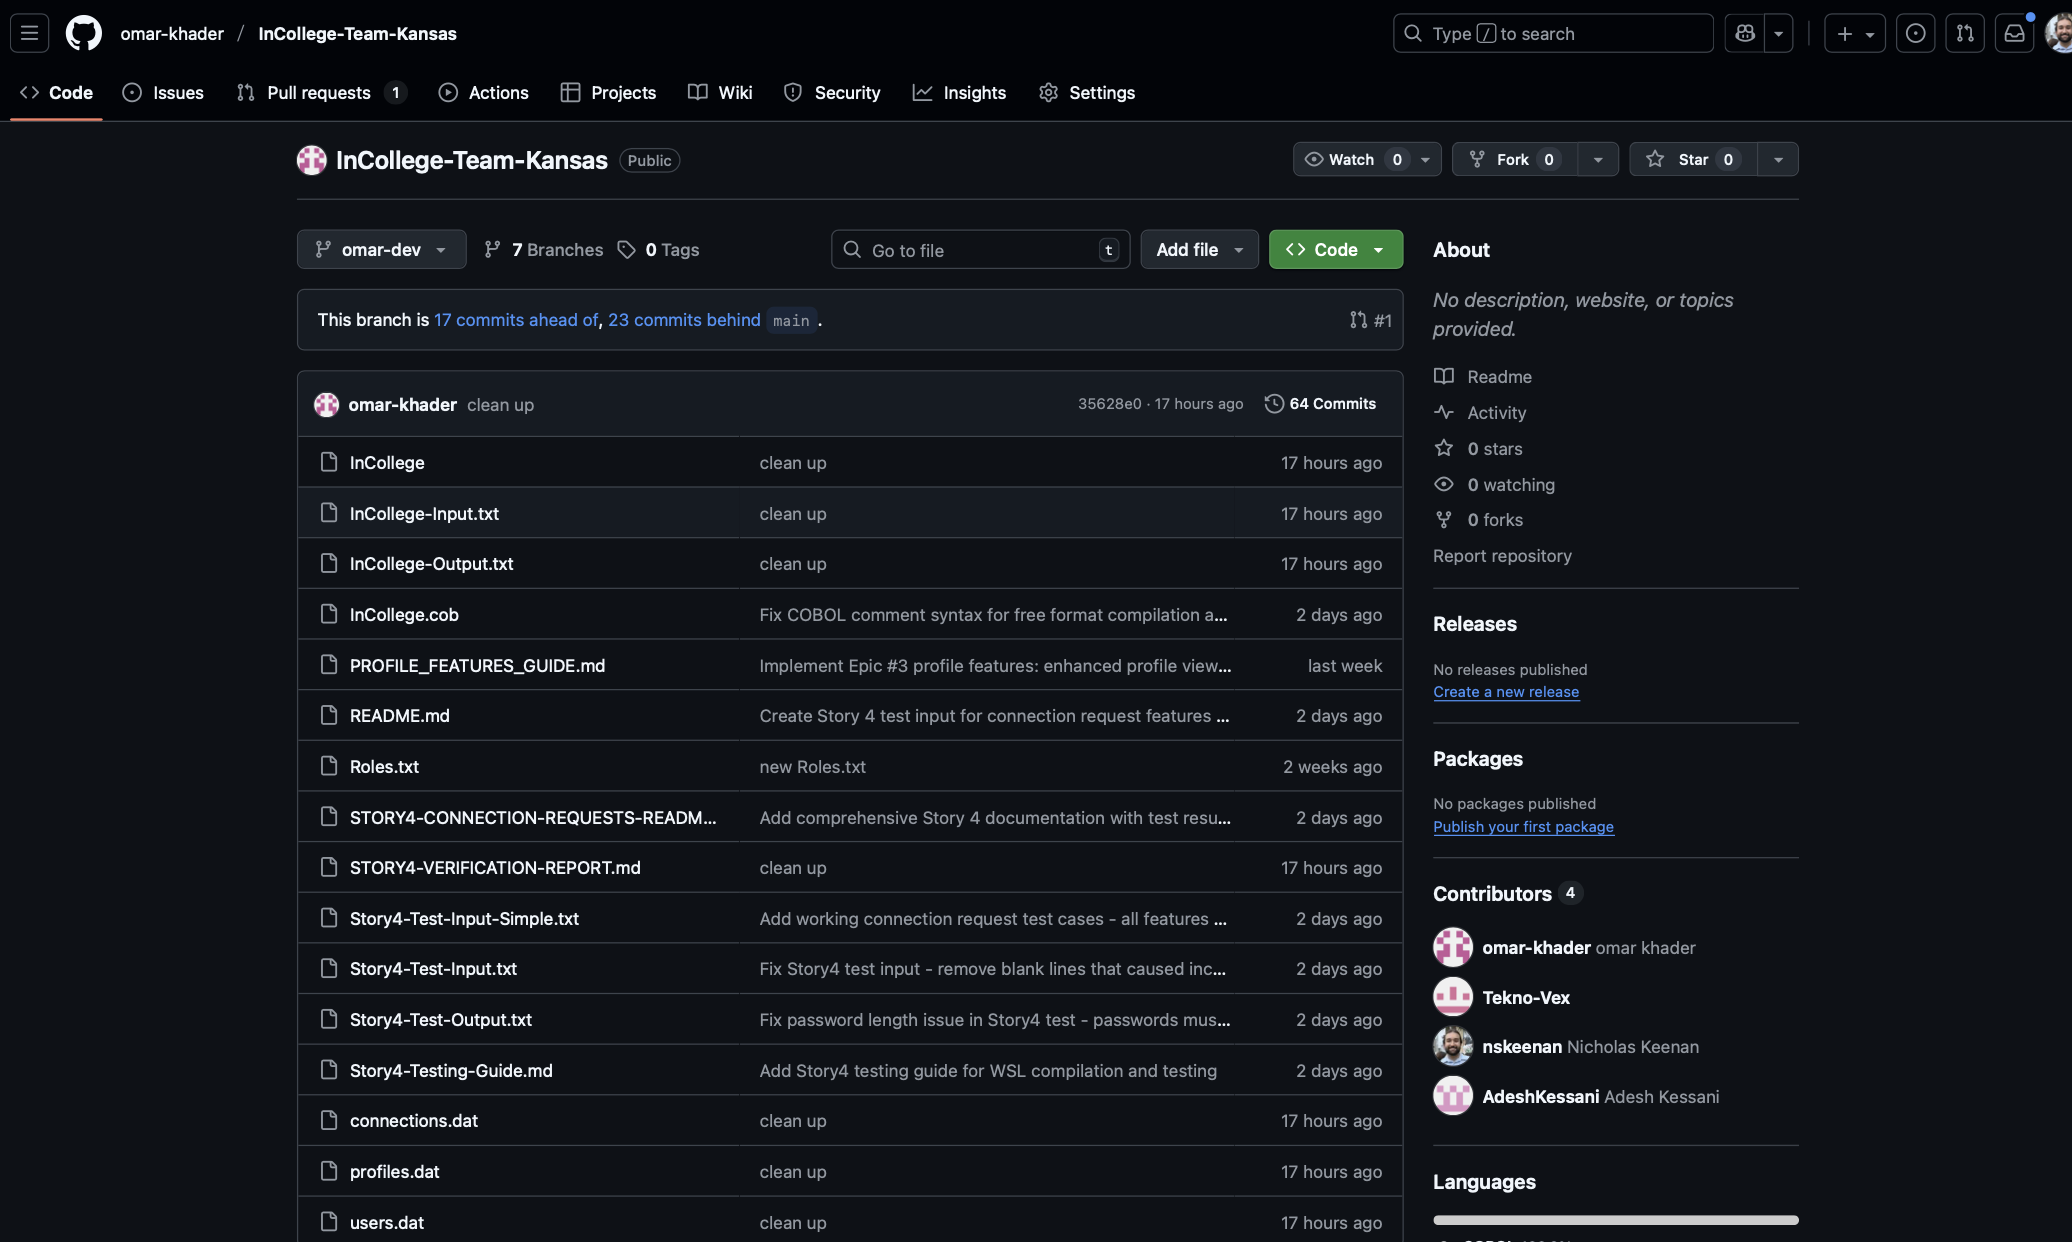 omar-khader / InCollege-Team-Kansas
Type / to search
Code Issues Pull requests 1 Actions Projects Wiki Security Insights Settings
InCollege-Team-Kansas Public
Watch 0 Fork 0 Star 0
omar-dev 7 Branches 0 Tags
Go to file t
Add file Code
This branch is 17 commits ahead of, 23 commits behind main .
#1
omar-khader clean up 35628e0 · 17 hours ago 64 Commits
InCollege clean up 17 hours ago
InCollege-Input.txt clean up 17 hours ago
InCollege-Output.txt clean up 17 hours ago
InCollege.cob Fix COBOL comment syntax for free format compilation a... 2 days ago
PROFILE_FEATURES_GUIDE.md Implement Epic #3 profile features: enhanced profile view... last week
README.md Create Story 4 test input for connection request features ... 2 days ago
Roles.txt new Roles.txt 2 weeks ago
STORY4-CONNECTION-REQUESTS-READM... Add comprehensive Story 4 documentation with test resu... 2 days ago
STORY4-VERIFICATION-REPORT.md clean up 17 hours ago
Story4-Test-Input-Simple.txt Add working connection request test cases - all features ... 2 days ago
Story4-Test-Input.txt Fix Story4 test input - remove blank lines that caused inc... 2 days ago
Story4-Test-Output.txt Fix password length issue in Story4 test - passwords mus... 2 days ago
Story4-Testing-Guide.md Add Story4 testing guide for WSL compilation and testing 2 days ago
connections.dat clean up 17 hours ago
profiles.dat clean up 17 hours ago
users.dat clean up 17 hours ago
About
No description, website, or topics
provided.
Readme
Activity
0 stars
0 watching
0 forks
Report repository
Releases
No releases published
Create a new release
Packages
No packages published
Publish your first package
Contributors 4
omar-khader omar khader
Tekno-Vex
nskeenan Nicholas Keenan
AdeshKessani Adesh Kessani
Languages